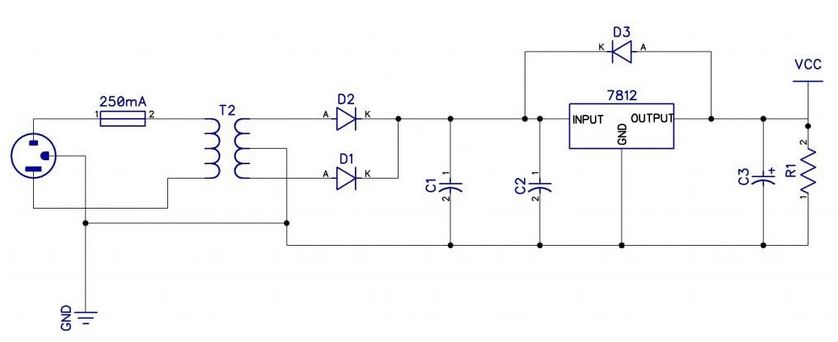 D3
K A
VCC
250mA
1 2
T2
D2
A K
7812
INPUT OUTPUT
GND
D1
A K
C1
1
2
C2
1
2
C3
+
R1
2
1
GND